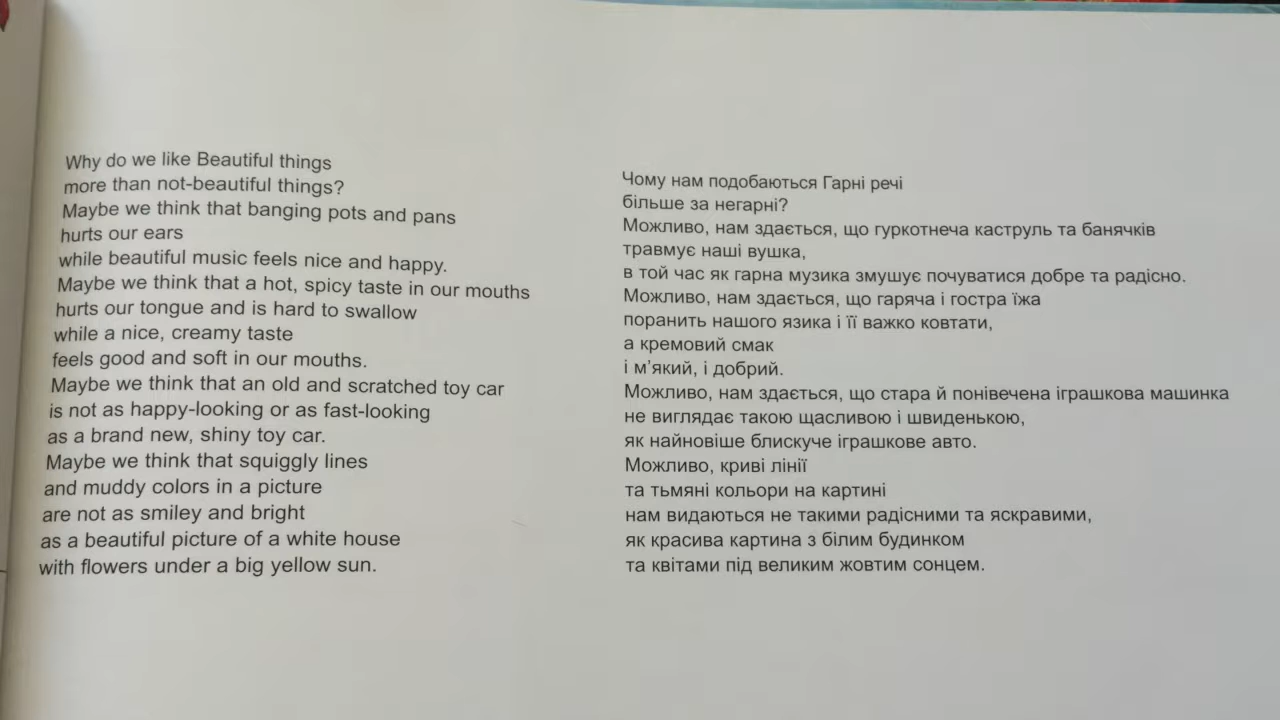 Why do we like Beautiful things
more than not-beautiful things?
Maybe we think that banging pots and pans
hurts our ears
while beautiful music feels nice and happy.
Maybe we think that a hot, spicy taste in our mouths
hurts our tongue and is hard to swallow
while a nice, creamy taste
feels good and soft in our mouths.
Maybe we think that an old and scratched toy car
is not as happy-looking or as fast-looking
as a brand new, shiny toy car.
Maybe we think that squiggly lines
and muddy colors in a picture
are not as smiley and bright
as a beautiful picture of a white house
with flowers under a big yellow sun.
Чому нам подобаються Гарні речі
більше за негарні?
Можливо, нам здається, що гуркотнеча каструль та банячків
травмує наші вушка,
в той час як гарна музика змушує почуватися добре та радісно.
Можливо, нам здається, що гаряча і гостра їжа
поранить нашого язика і її важко ковтати,
а кремовий смак
і м’який, і добрий.
Можливо, нам здається, що стара й понівечена іграшкова машинка
не виглядає такою щасливою і швиденькою,
як найновіше блискуче іграшкове авто.
Можливо, криві лінії
та тьмяні кольори на картині
нам видаються не такими радісними та яскравими,
як красива картина з білим будинком
та квітами під великим жовтим сонцем.